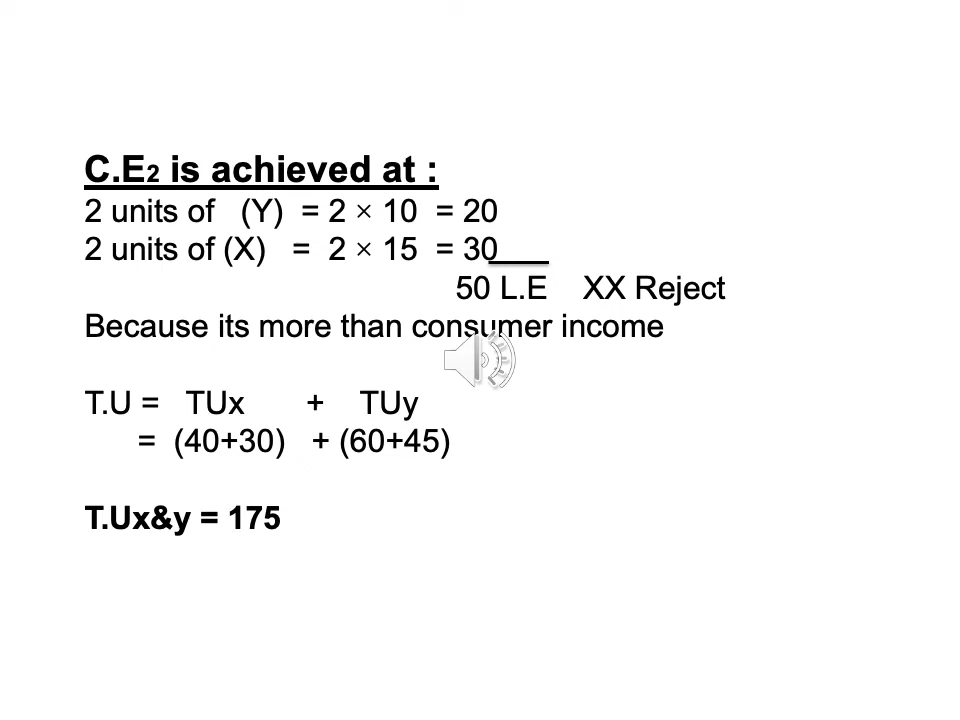 C.E2 is achieved at :
2 units of (Y) = 2 × 10 = 20
2 units of (X) = 2 × 15 = 30
50 L.E XX Reject
Because its more than consumer income
T.U = TUx + TUy
= (40+30) + (60+45)
T.Ux&y = 175